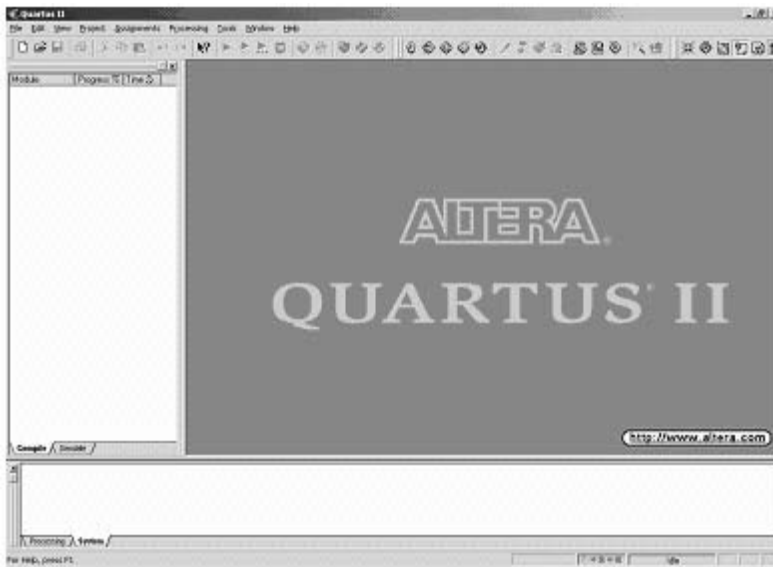 Quartus II
File Edit View Project Assignments Processing Tools Window Help
Module Progress % Time
ALTERA®
QUARTUS® II
http://www.altera.com
Compile Simulate
Processing System
For Help, press F1
Idle